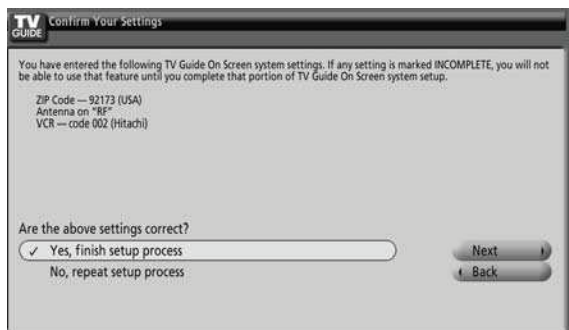 TV GUIDE
Confirm Your Settings
You have entered the following TV Guide On Screen system settings. If any setting is marked INCOMPLETE, you will not
be able to use that feature until you complete that portion of TV Guide On Screen system setup.
ZIP Code — 92173 (USA)
Antenna on "RF"
VCR — code 002 (Hitachi)
Are the above settings correct?
✓ Yes, finish setup process
Next
No, repeat setup process
Back